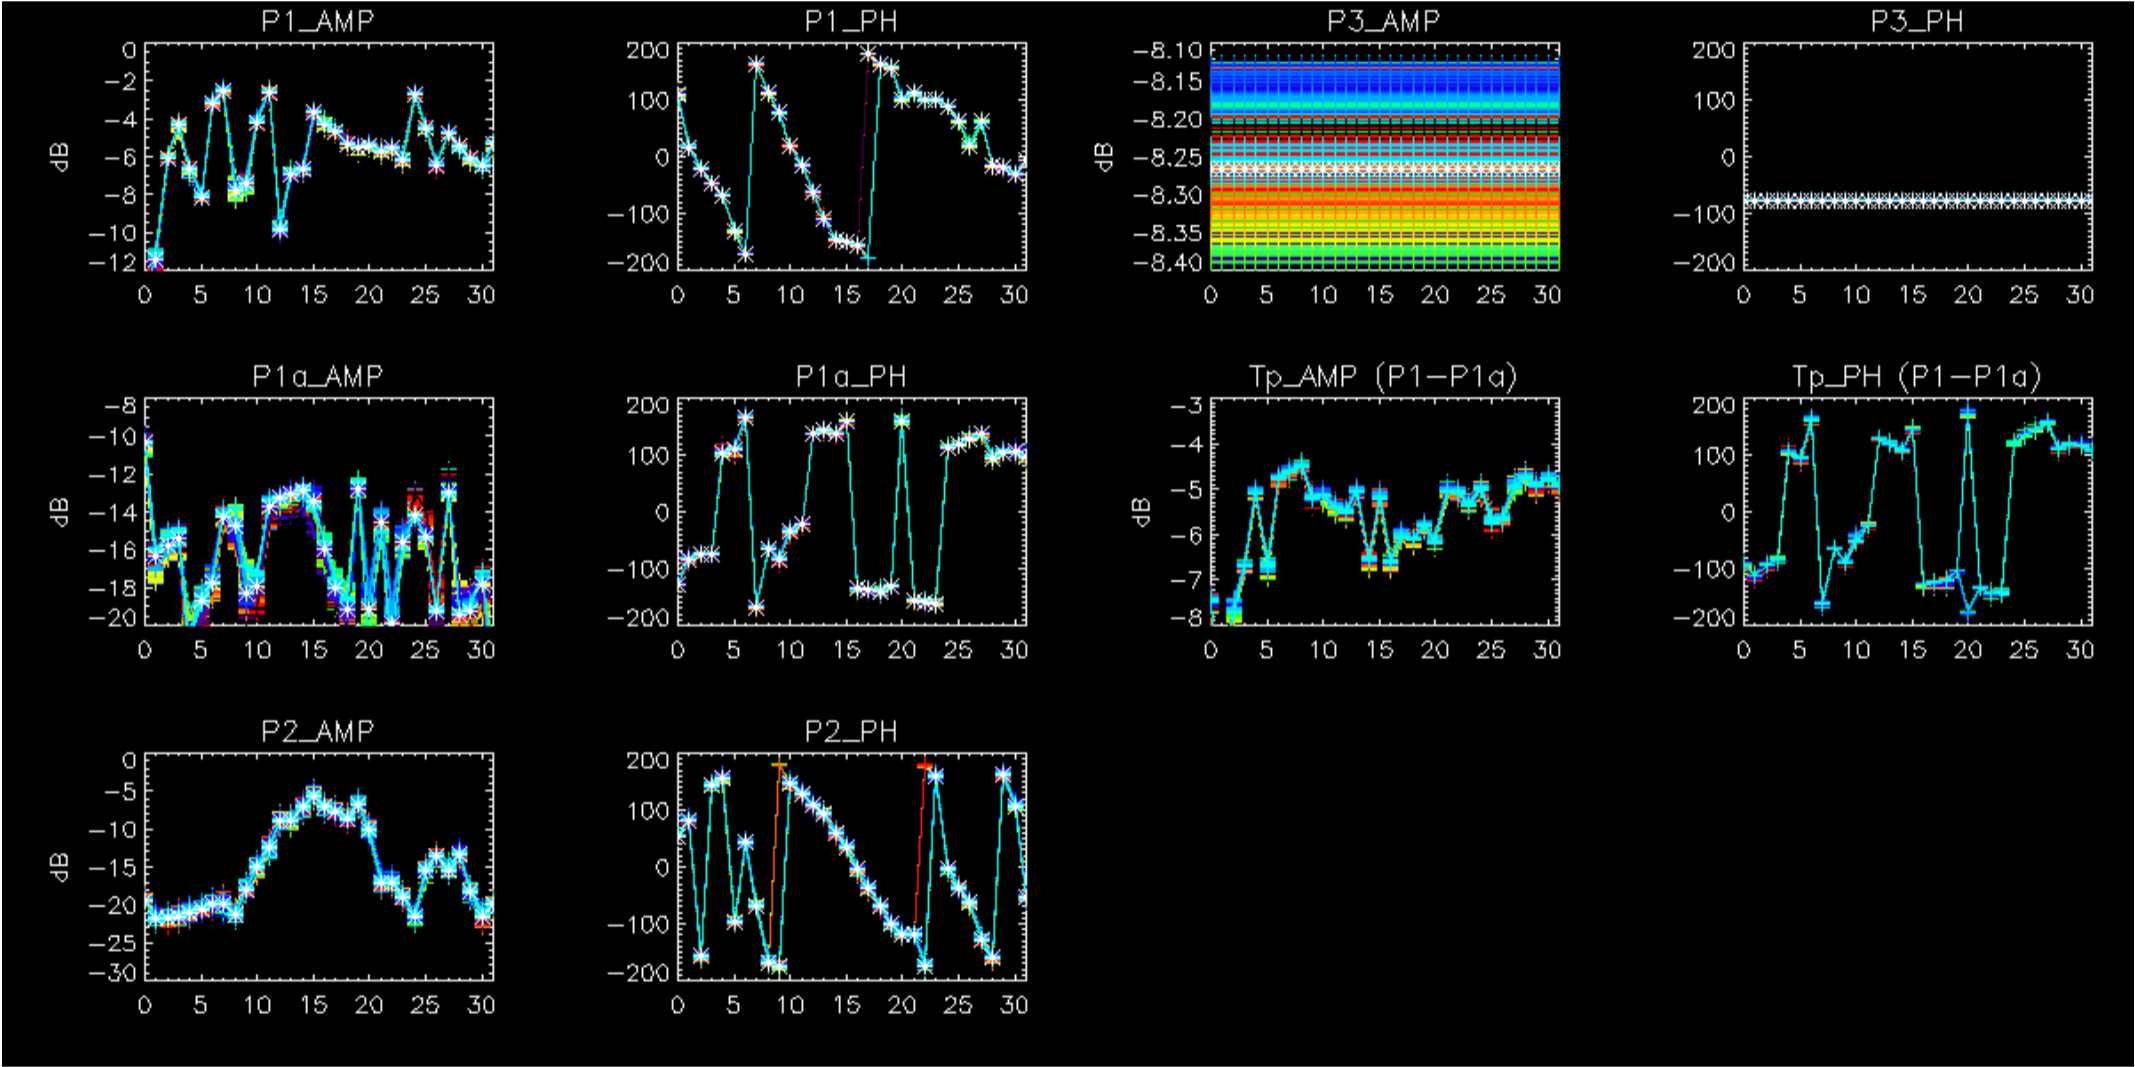 P1_AMP
P1_PH
P3_AMP
P3_PH
0
−2
−4
−6
−8
−10
−12
dB
0 5 10 15 20 25 30
200
100
0
−100
−200
0 5 10 15 20 25 30
−8.10
−8.15
−8.20
−8.25
−8.30
−8.35
−8.40
dB
0 5 10 15 20 25 30
200
100
0
−100
−200
0 5 10 15 20 25 30
P1a_AMP
P1a_PH
Tp_AMP (P1−P1a)
Tp_PH (P1−P1a)
−8
−10
−12
−14
−16
−18
−20
dB
0 5 10 15 20 25 30
200
100
0
−100
−200
0 5 10 15 20 25 30
−3
−4
−5
−6
−7
−8
dB
0 5 10 15 20 25 30
200
100
0
−100
−200
0 5 10 15 20 25 30
P2_AMP
P2_PH
0
−5
−10
−15
−20
−25
−30
dB
0 5 10 15 20 25 30
200
100
0
−100
−200
0 5 10 15 20 25 30